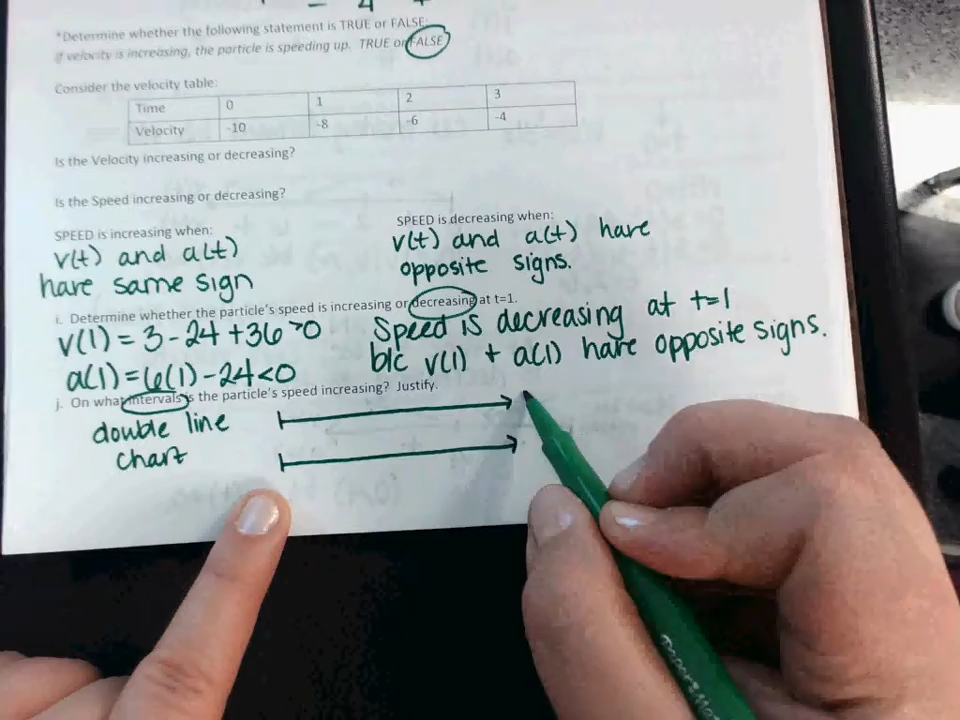 4
*Determine whether the following statement is TRUE or FALSE:
If velocity is increasing, the particle is speeding up. TRUE or FALSE
Consider the velocity table:
Time 0 1 2 3
Velocity -10 -8 -6 -4
Is the Velocity increasing or decreasing?
Is the Speed increasing or decreasing?
SPEED is increasing when:
v(t) and a(t)
have same sign
SPEED is decreasing when:
v(t) and a(t) have
opposite signs.
i. Determine whether the particle's speed is increasing or decreasing at t=1.
v(1) = 3 - 24 + 36 > 0
a(1) = 6(1) - 24 < 0
Speed is decreasing at t=1
b/c v(1) + a(1) have opposite signs.
j. On what intervals is the particle's speed increasing? Justify.
double line
chart
PaperMat